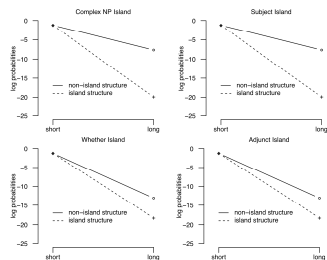 Complex NP Island
log probabilities
0
−5
−10
−15
−20
−25
non−island structure
island structure
short
long
Subject Island
log probabilities
0
−5
−10
−15
−20
−25
non−island structure
island structure
short
long
Whether Island
log probabilities
0
−5
−10
−15
−20
−25
non−island structure
island structure
short
long
Adjunct Island
log probabilities
0
−5
−10
−15
−20
−25
non−island structure
island structure
short
long